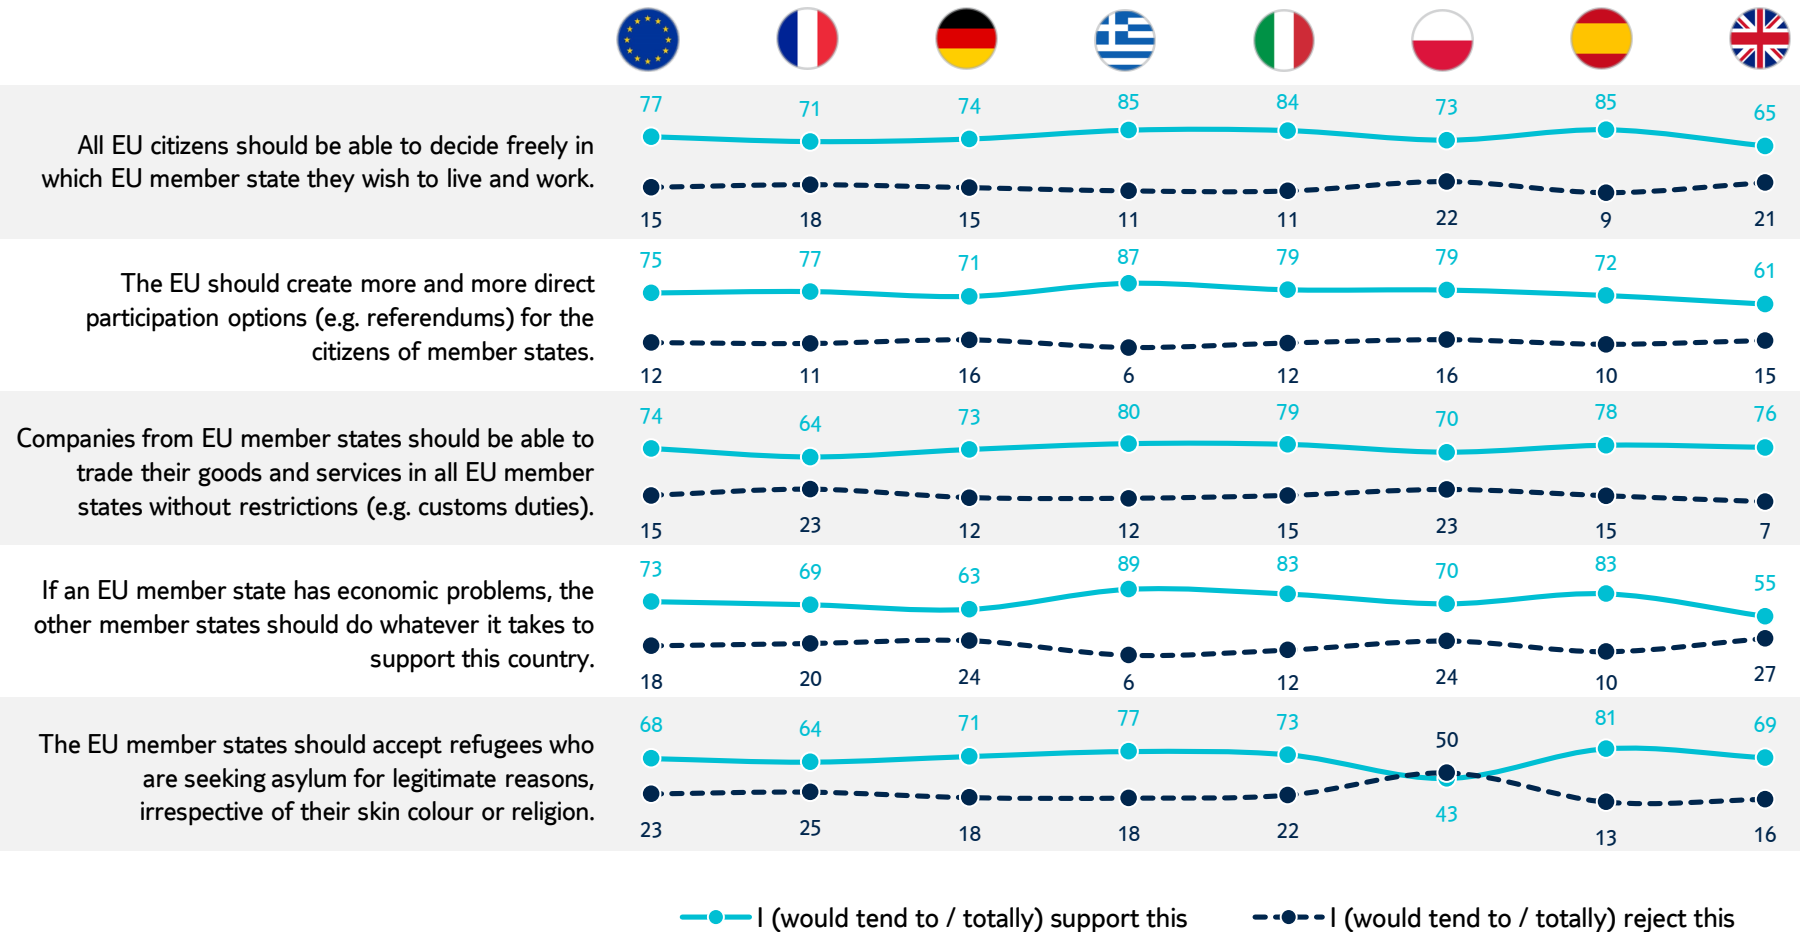 77 71 74 85 84 73 85 65
All EU citizens should be able to decide freely in
which EU member state they wish to live and work.
15 18 15 11 11 22 9 21
75 77 71 87 79 79 72 61
The EU should create more and more direct
participation options (e.g. referendums) for the
citizens of member states.
12 11 16 6 12 16 10 15
74 64 73 80 79 70 78 76
Companies from EU member states should be able to
trade their goods and services in all EU member
states without restrictions (e.g. customs duties).
15 23 12 12 15 23 15 7
73 69 63 89 83 70 83 55
If an EU member state has economic problems, the
other member states should do whatever it takes to
support this country.
18 20 24 6 12 24 10 27
68 64 71 77 73 50 81 69
The EU member states should accept refugees who
are seeking asylum for legitimate reasons,
irrespective of their skin colour or religion.
23 25 18 18 22 43 13 16
I (would tend to / totally) support this I (would tend to / totally) reject this